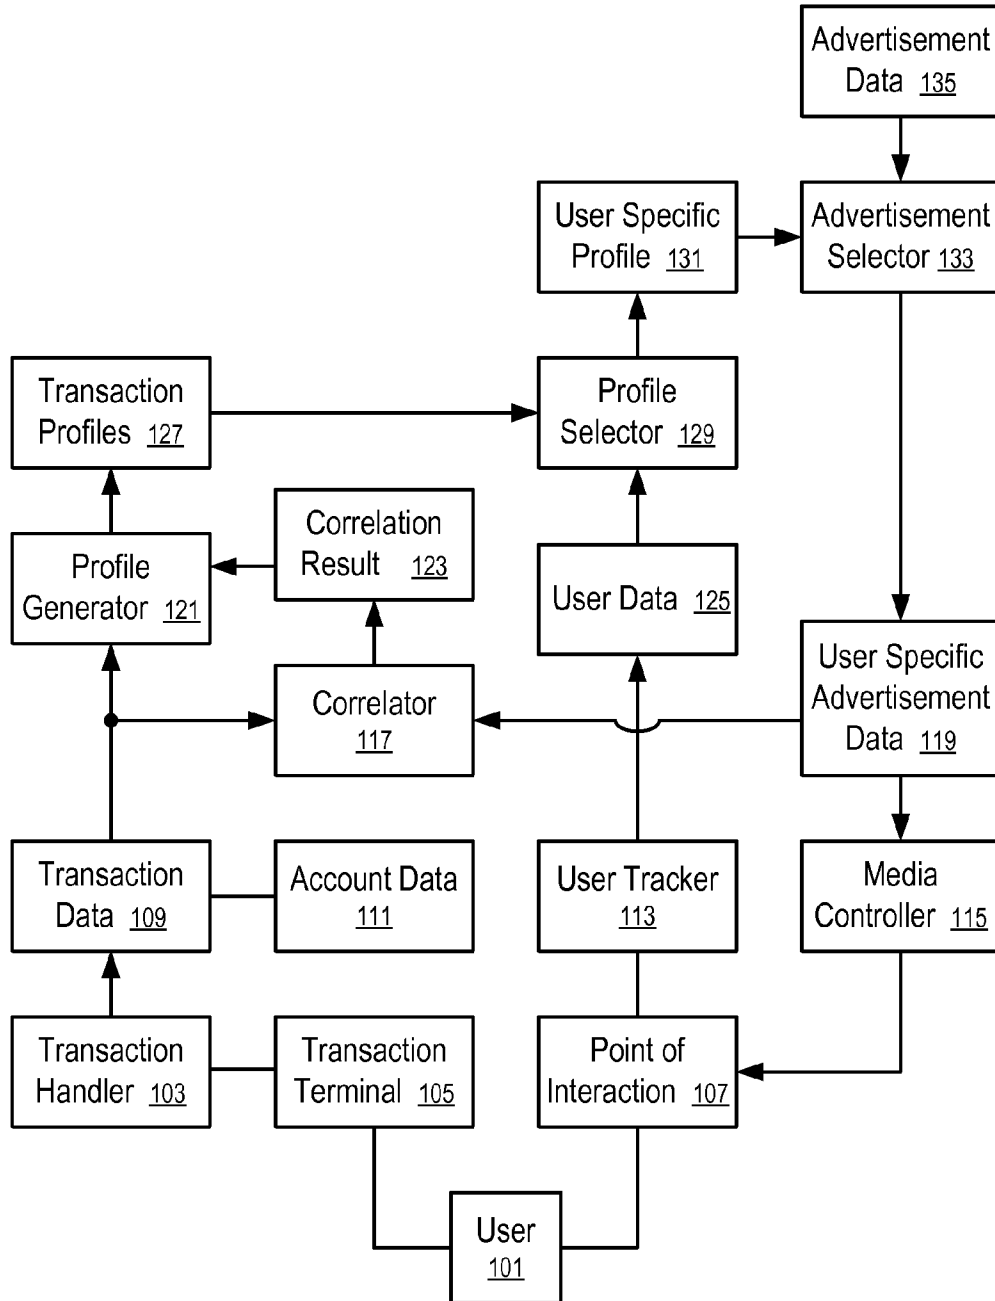 Advertisement
Data 135
User Specific
Profile 131
Advertisement
Selector 133
Transaction
Profiles 127
Profile
Selector 129
Correlation
Result 123
Profile
Generator 121
User Data 125
User Specific
Advertisement
Data 119
Correlator
117
Transaction
Data 109
Account Data
111
User Tracker
113
Media
Controller 115
Transaction
Handler 103
Transaction
Terminal 105
Point of
Interaction 107
User
101